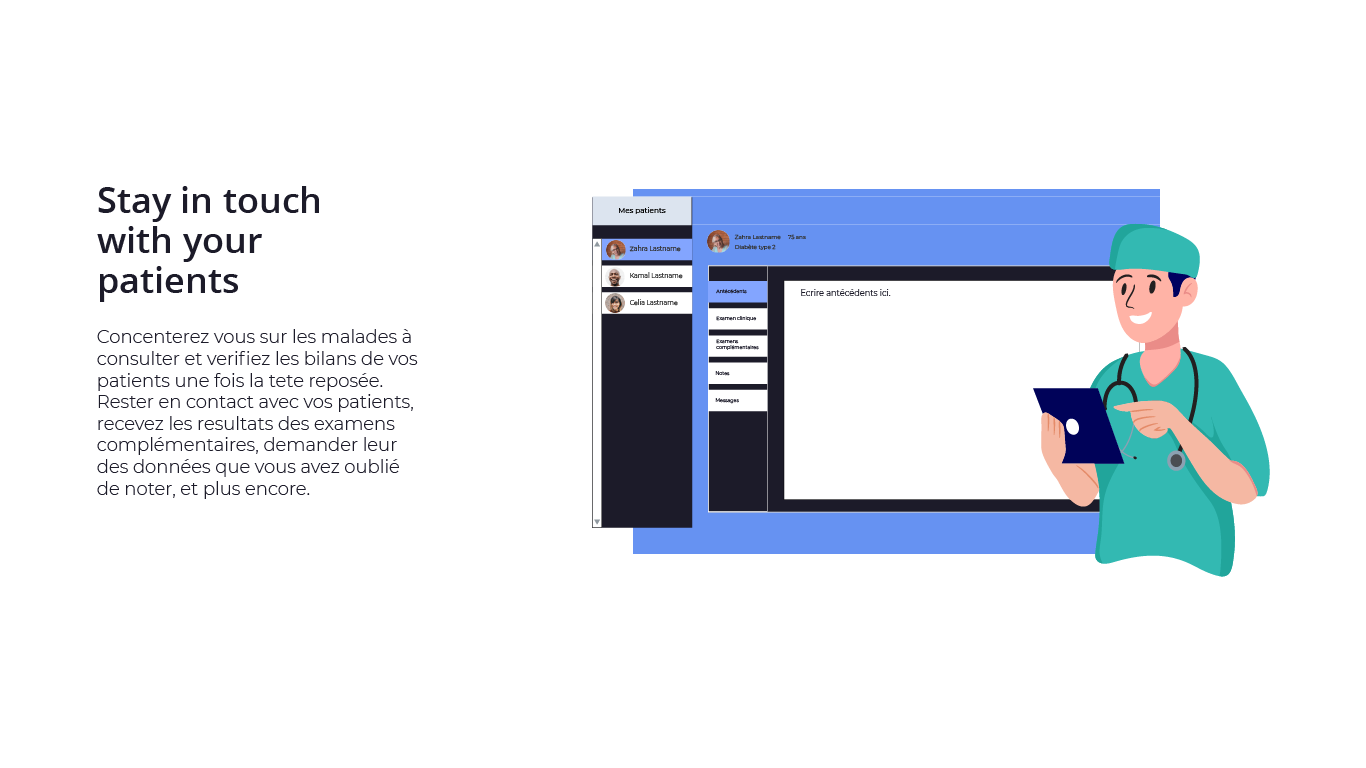 Stay in touch
with your
patients
Concenterez vous sur les malades à
consulter et verifiez les bilans de vos
patients une fois la tete reposée.
Rester en contact avec vos patients,
recevez les resultats des examens
complémentaires, demander leur
des données que vous avez oublié
de noter, et plus encore.
Mes patients
Zahra Lastname
Kamal Lastname
Celia Lastname
Zahra Lastname 75 ans
Diabète type 2
Antécédents
Examen clinique
Examens
complémentaires
Notes
Messages
Ecrire antécédents ici.